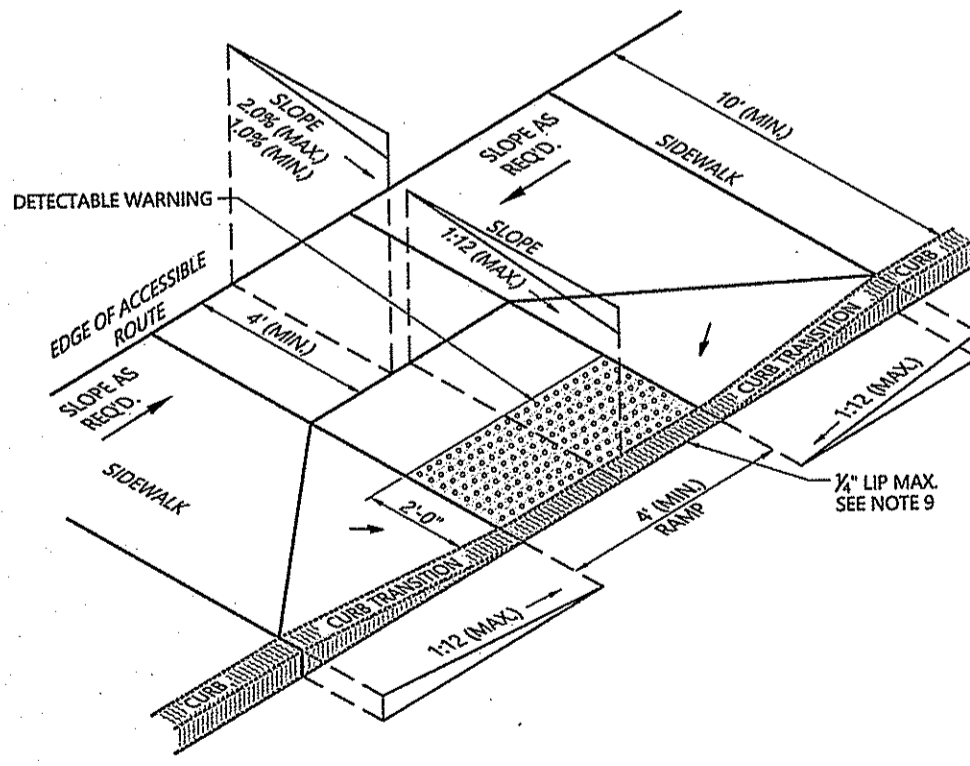 SLOPE
2.0% (MAX.)
1.0% (MIN.)
SLOPE AS
REQ'D.
10' (MIN.)
SIDEWALK
DETECTABLE WARNING
SLOPE
1:12 (MAX.)
EDGE OF ACCESSIBLE
ROUTE
4' (MIN.)
CURB
CURB TRANSITION
1:12 (MAX.)
SLOPE AS
REQ'D.
SIDEWALK
¼" LIP MAX.
SEE NOTE 9
2'-0"
4' (MIN.)
RAMP
CURB TRANSITION
1:12 (MAX.)
CURB